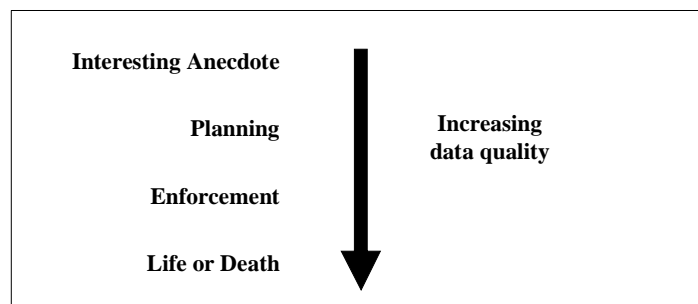 Interesting Anecdote
Planning
Increasing
data quality
Enforcement
Life or Death